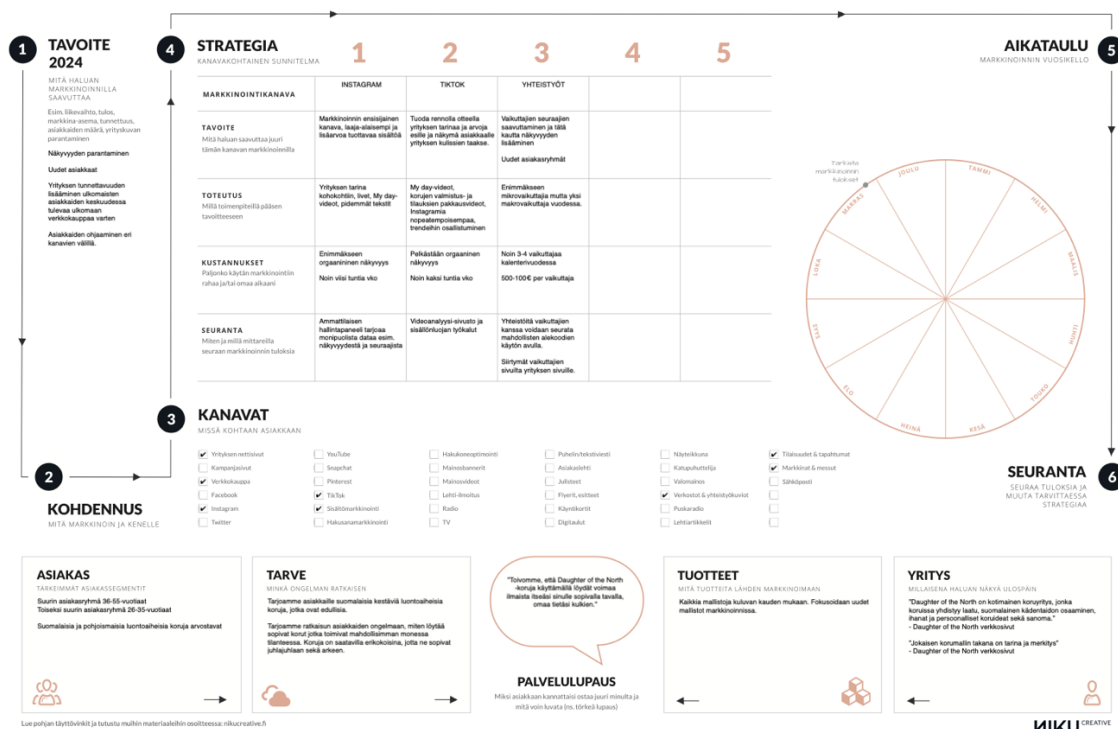 1
TAVOITE
2024
MITÄ HALUAN
MARKKINOINNILLA
SAAVUTTAA
Esim. liikevaihto, tulos,
markkina-asema, tunnettuus,
asiakkaiden määrä, yrityskuvan
parantaminen
Näkyvyyden parantaminen
Uudet asiakkaat
Yrityksen tunnettavuuden
lisääminen ulkomaisten
asiakkaiden keskuudessa
tulevaa ulkomaan
verkkokauppaa varten
Asiakkaiden ohjaaminen eri
kanavien välillä.
2
KOHDENNUS
MITÄ MARKKINOIN JA KENELLE
4
STRATEGIA
KANAVAKOHTAINEN SUNNITELMA
1
2
3
4
5
MARKKINOINTIKANAVA
INSTAGRAM
TIKTOK
YHTEISTYÖT
TAVOITE
Mitä haluan saavuttaa juuri
tämän kanavan markkinoinnilla
Markkinoinnin ensisijainen
kanava, laaja-alaisempi ja
lisäarvoa tuottavaa sisältöä
Tuoda rennolla otteella
yrityksen tarinaa ja arvoja
esille ja näkymä asiakkaalle
yrityksen kulissien taakse.
Vaikuttajien seuraajien
saavuttaminen ja tätä
kautta näkyvyyden
lisääminen
Uudet asiakasryhmät
TOTEUTUS
Millä toimenpiteillä pääsen
tavoitteeseen
Yrityksen tarina
kohokohtiin, livet, My day-
videot, pidemmät tekstit
My day-videot,
korujen valmistus- ja
tilauksien pakkausvideot,
Instagramia
nopeatempoisempaa,
trendeihin osallistuminen
Enimmäkseen
mikrovaikuttajia mutta yksi
makrovaikuttaja vuodessa.
KUSTANNUKSET
Paljonko käytän markkinointiin
rahaa ja/tai omaa aikaani
Enimmäkseen
orgaaninen näkyvyys
Noin viisi tuntia vko
Pelkästään orgaaninen
näkyvyys
Noin kaksi tuntia vko
Noin 3-4 vaikuttajaa
kalenterivuodessa
500-100€ per vaikuttaja
SEURANTA
Miten ja millä mittareilla
seuraan markkinoinnin tuloksia
Ammattilaisen
hallintapaneeli tarjoaa
monipuolista dataa esim.
näkyvyydestä ja seuraajista
Videoanalyysi-sivusto ja
sisällönluojan työkalut
Yhteistöitä vaikuttajien
kanssa voidaan seurata
mahdollisten alekoodien
käytön avulla.
Siirtymät vaikuttajien
sivuilta yrityksen sivuille.
AIKATAULU
5
MARKKINOINNIN VUOSIKELLO
Tarkista
markkinoinnin
tulokset
TAMMI
HELMI
MAALIS
HUHTI
TOUKO
KESÄ
HEINÄ
ELO
SYYS
LOKA
MARRAS
JOULU
3
KANAVAT
MISSÄ KOHTAAN ASIAKKAAN
Yrityksen nettisivut
Kampanjasivut
Verkkokauppa
Facebook
Instagram
Twitter
YouTube
Snapchat
Pinterest
TikTok
Sisältömarkkinointi
Hakusanamarkkinointi
Hakukoneoptimointi
Mainosbannerit
Mainosvideot
Lehti-ilmoitus
Radio
TV
Puhelin/tekstiviesti
Asiakaslehti
Julisteet
Flyerit, esitteet
Käyntikortit
Digitaulut
Näyteikkuna
Katupuhuttelija
Valomainos
Verkostot & yhteistyökuviot
Puskaradio
Lehtiartikkelit
Tilaisuudet & tapahtumat
Markkinat & messut
Sähköposti
SEURANTA
6
SEURAA TULOKSIA JA
MUUTA TARVITTAESSA
STRATEGIAA
ASIAKAS
TÄRKEIMMÄT ASIAKASSEGMENTIT
Suurin asiakasryhmä 36-55-vuotiaat
Toiseksi suurin asiakasryhmä 26-35-vuotiaat
Suomalaisia ja pohjoismaisia luontoaiheisia koruja arvostavat
TARVE
MINKÄ ONGELMAN RATKAISEN
Tarjoamme asiakkaille suomalaisia kestäviä luontoaiheisia
koruja, jotka ovat edullisia.
Tarjoamme ratkaisun asiakkaiden ongelmaan, miten löytää
sopivat korut jotka toimivat mahdollisimman monessa
tilanteessa. Koruja on saatavilla erikokoisina, jotta ne sopivat
juhlajuhlaan sekä arkeen.
"Toivomme, että Daughter of the North
-koruja käyttämällä löydät voimaa
ilmaista itseäsi sinulle sopivalla tavalla,
omaa tietäsi kulkien."
PALVELULUPAUS
Miksi asiakkaan kannattaisi ostaa juuri minulta ja
mitä voin luvata (ns. törkeä lupaus)
TUOTTEET
MITÄ TUOTTEITA LÄHDEN MARKKINOIMAAN
Kaikkia mallistoja kuluvan kauden mukaan. Fokusoidaan uudet
mallistot markkinoinnissa.
YRITYS
MILLAISENA HALUAN NÄKYÄ ULOSPÄIN
"Daughter of the North on kotimainen koruyritys, jonka
koruissa yhdistyy laatu, suomalainen kädentaidon osaaminen,
ihanat ja persoonalliset koruideat sekä sanoma."
- Daughter of the North verkkosivut
"Jokaisen korumallin takana on tarina ja merkitys"
- Daughter of the North verkkosivut
Lue pohjan täyttövinkit ja tutustu muihin materiaaleihin osoitteessa: nikucreative.fi
NIKU CREATIVE